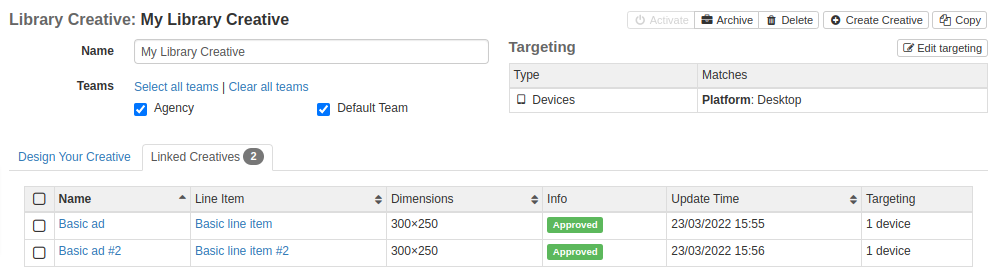 Library Creative: My Library Creative
Activate Archive Delete Create Creative Copy
Name My Library Creative
Teams Select all teams | Clear all teams
Agency Default Team
Targeting Edit targeting
Type Matches
Devices Platform: Desktop
Design Your Creative Linked Creatives 2
Name Line Item Dimensions Info Update Time Targeting
Basic ad Basic line item 300×250 Approved 23/03/2022 15:55 1 device
Basic ad #2 Basic line item #2 300×250 Approved 23/03/2022 15:56 1 device